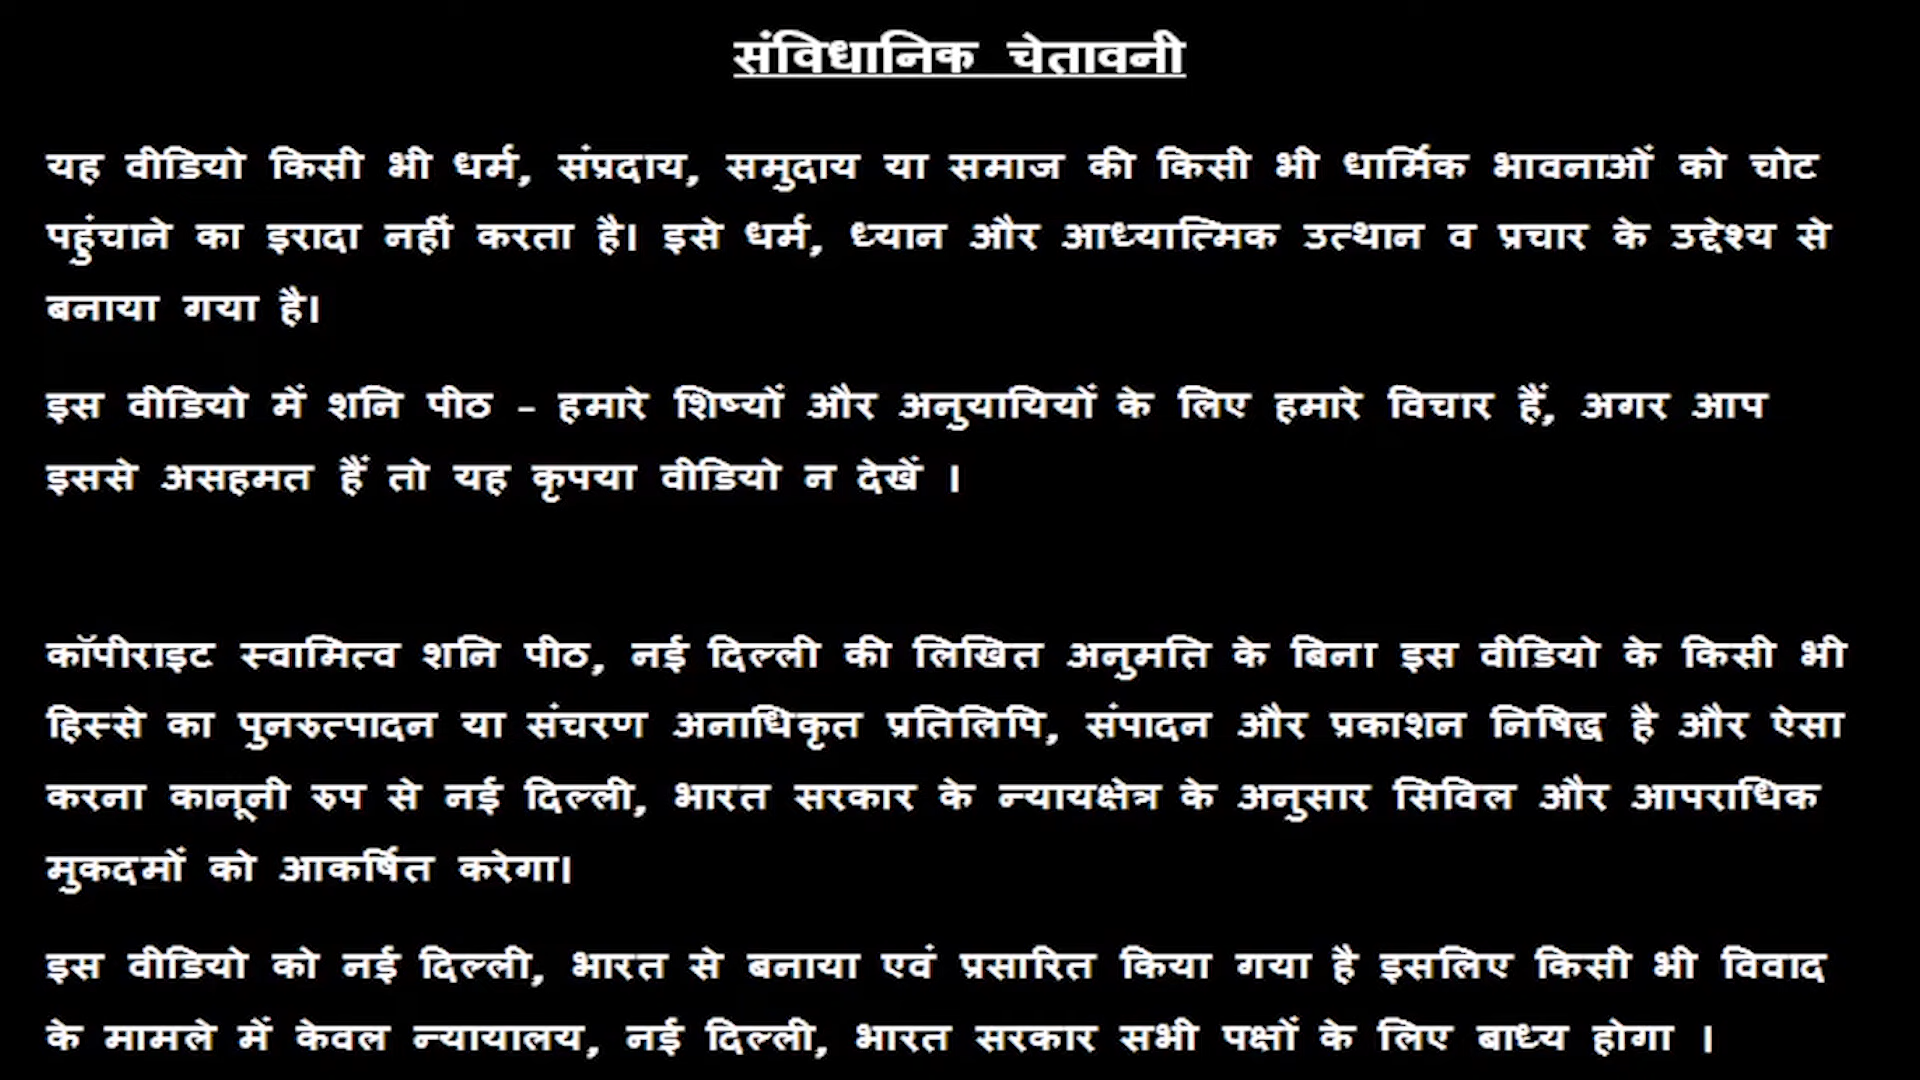 संविधानिक चेतावनी
यह वीडियो किसी भी धर्म, संप्रदाय, समुदाय या समाज की किसी भी धार्मिक भावनाओं को चोट
पहुंचाने का इरादा नहीं करता है। इसे धर्म, ध्यान और आध्यात्मिक उत्थान व प्रचार के उद्देश्य से
बनाया गया है।
इस वीडियो में शनि पीठ – हमारे शिष्यों और अनुयायियों के लिए हमारे विचार हैं, अगर आप
इससे असहमत हैं तो यह कृपया वीडियो न देखें ।
कॉपीराइट स्वामित्व शनि पीठ, नई दिल्ली की लिखित अनुमति के बिना इस वीडियो के किसी भी
हिस्से का पुनरुत्पादन या संचरण अनाधिकृत प्रतिलिपि, संपादन और प्रकाशन निषिद्ध है और ऐसा
करना कानूनी रुप से नई दिल्ली, भारत सरकार के न्यायक्षेत्र के अनुसार सिविल और आपराधिक
मुकदमों को आकर्षित करेगा।
इस वीडियो को नई दिल्ली, भारत से बनाया एवं प्रसारित किया गया है इसलिए किसी भी विवाद
के मामले में केवल न्यायालय, नई दिल्ली, भारत सरकार सभी पक्षों के लिए बाध्य होगा ।